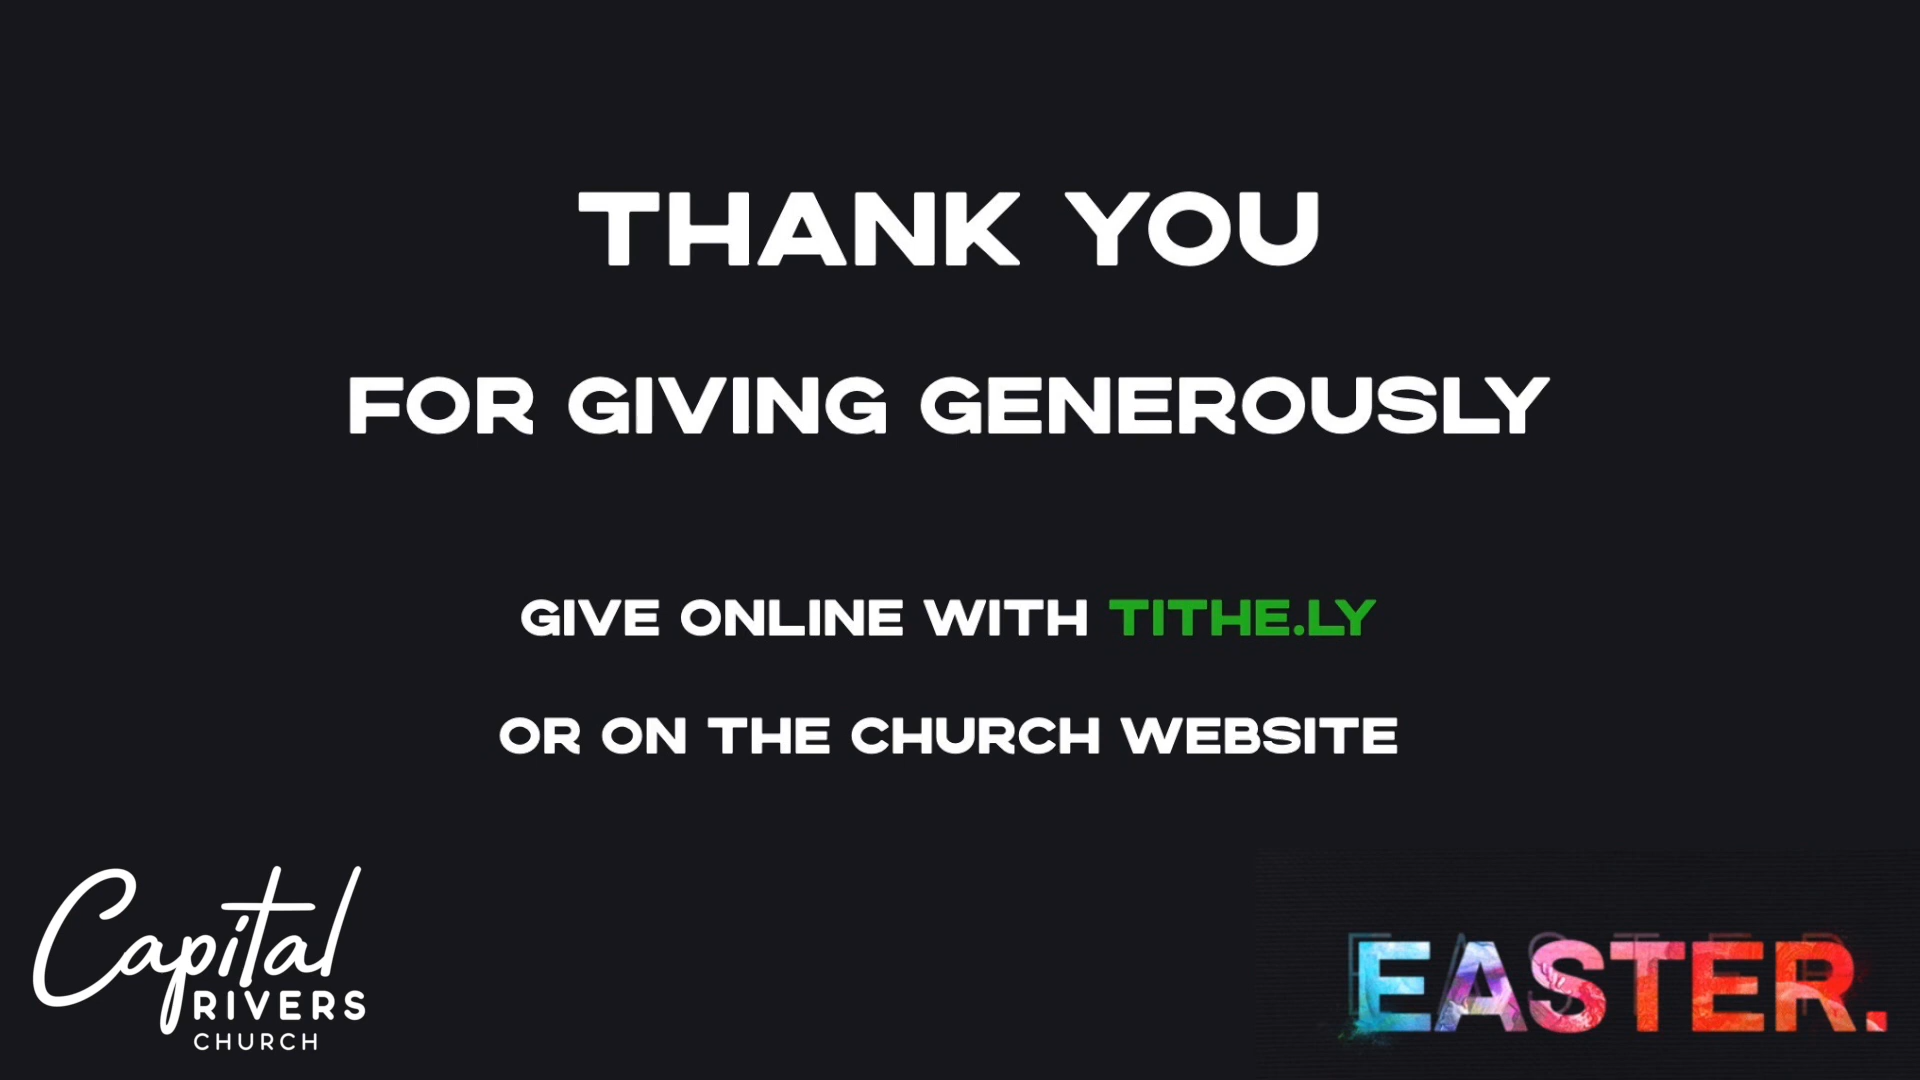 THANK YOU
FOR GIVING GENEROUSLY
GIVE ONLINE WITH TITHE.LY
OR ON THE CHURCH WEBSITE
Capital
RIVERS
CHURCH
EASTER.